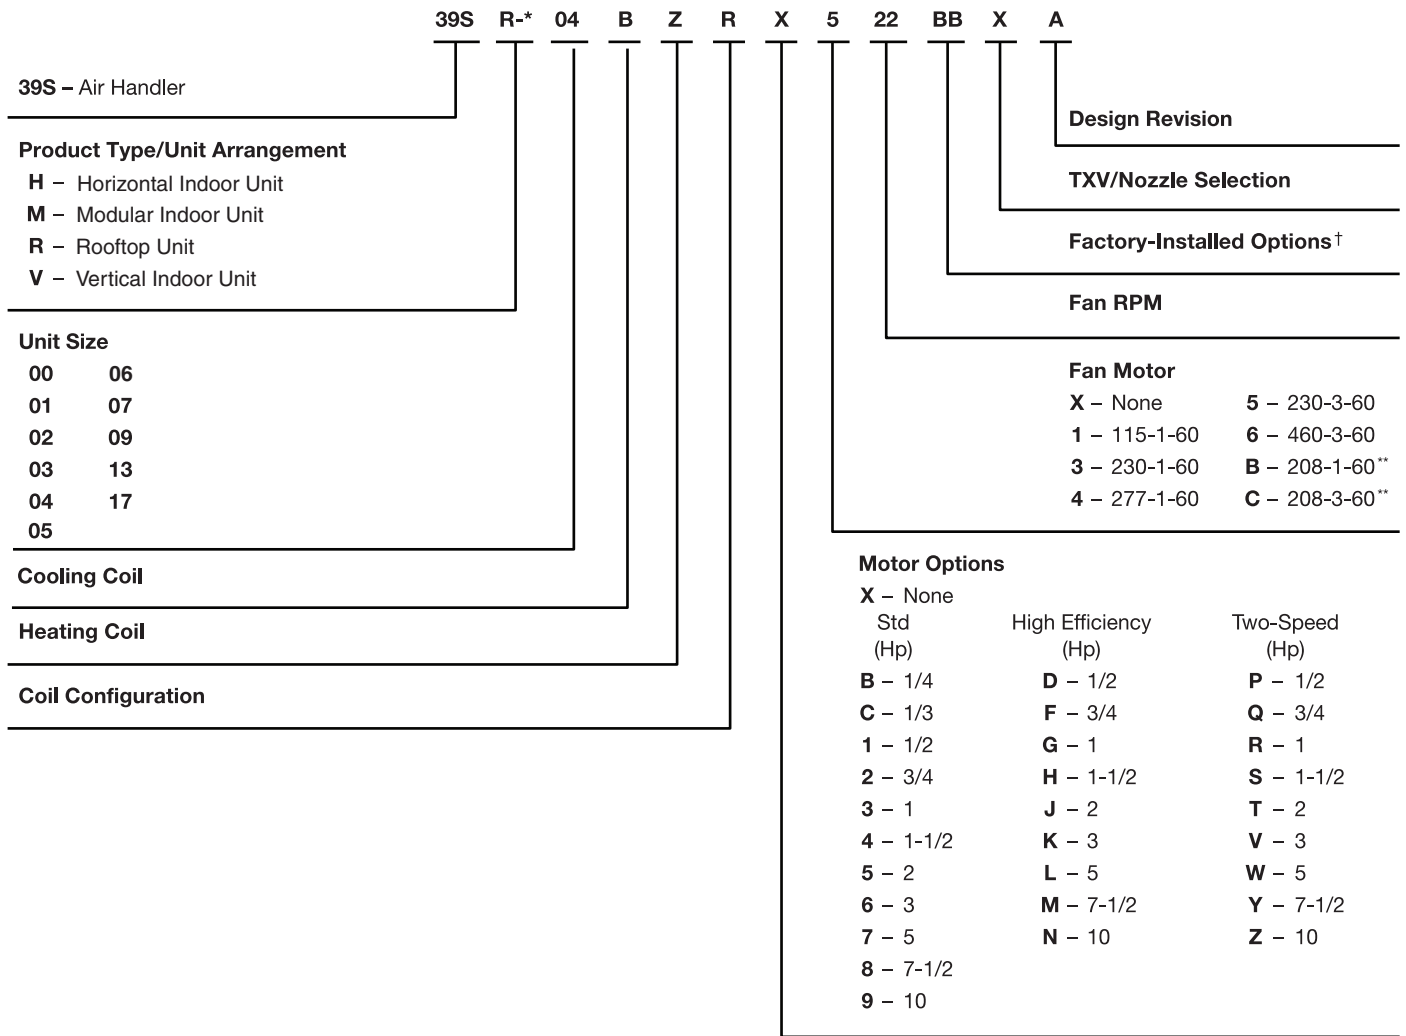 39S R-* 04 B Z R X 5 22 BB X A
39S – Air Handler
Product Type/Unit Arrangement
H – Horizontal Indoor Unit
M – Modular Indoor Unit
R – Rooftop Unit
V – Vertical Indoor Unit
Unit Size
00 06
01 07
02 09
03 13
04 17
05
Cooling Coil
Heating Coil
Coil Configuration
Design Revision
TXV/Nozzle Selection
Factory-Installed Options†
Fan RPM
Fan Motor
X – None 5 – 230-3-60
1 – 115-1-60 6 – 460-3-60
3 – 230-1-60 B – 208-1-60**
4 – 277-1-60 C – 208-3-60**
Motor Options
X – None
Std High Efficiency Two-Speed
(Hp) (Hp) (Hp)
B – 1/4 D – 1/2 P – 1/2
C – 1/3 F – 3/4 Q – 3/4
1 – 1/2 G – 1 R – 1
2 – 3/4 H – 1-1/2 S – 1-1/2
3 – 1 J – 2 T – 2
4 – 1-1/2 K – 3 V – 3
5 – 2 L – 5 W – 5
6 – 3 M – 7-1/2 Y – 7-1/2
7 – 5 N – 10 Z – 10
8 – 7-1/2
9 – 10